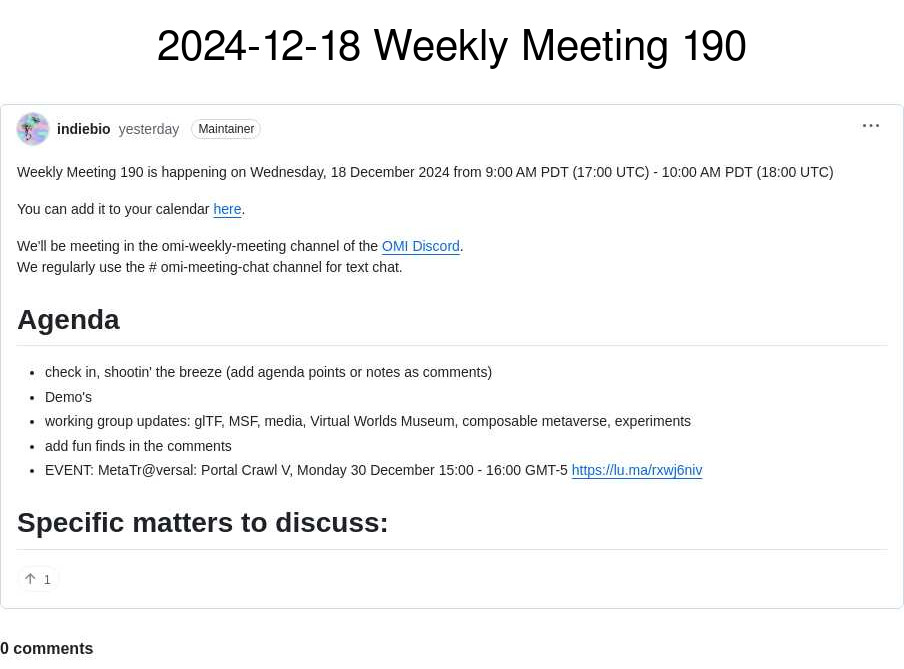 2024-12-18 Weekly Meeting 190
indiebio yesterday Maintainer
Weekly Meeting 190 is happening on Wednesday, 18 December 2024 from 9:00 AM PDT (17:00 UTC) - 10:00 AM PDT (18:00 UTC)
You can add it to your calendar here.
We'll be meeting in the omi-weekly-meeting channel of the OMI Discord.
We regularly use the # omi-meeting-chat channel for text chat.
Agenda
• check in, shootin' the breeze (add agenda points or notes as comments)
• Demo's
• working group updates: glTF, MSF, media, Virtual Worlds Museum, composable metaverse, experiments
• add fun finds in the comments
• EVENT: MetaTr@versal: Portal Crawl V, Monday 30 December 15:00 - 16:00 GMT-5 https://lu.ma/rxwj6niv
Specific matters to discuss:
1
0 comments